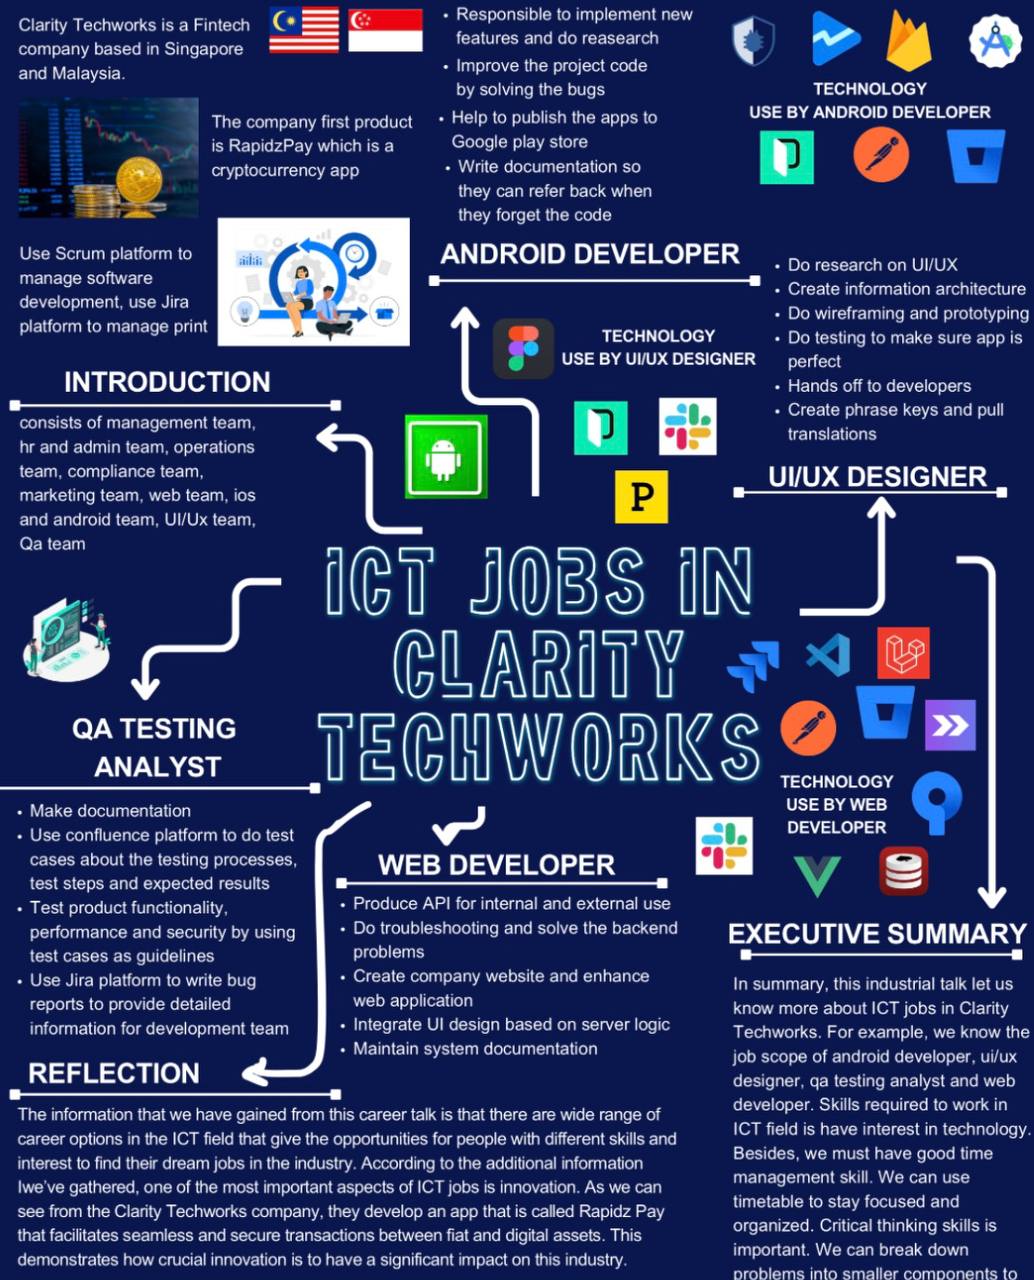 Clarity Techworks is a Fintech
company based in Singapore
and Malaysia.
The company first product
is RapidzPay which is a
cryptocurrency app
Use Scrum platform to
manage software
development, use Jira
platform to manage print
INTRODUCTION
consists of management team,
hr and admin team, operations
team, compliance team,
marketing team, web team, ios
and android team, UI/Ux team,
Qa team
• Responsible to implement new
features and do reasearch
• Improve the project code
by solving the bugs
• Help to publish the apps to
Google play store
• Write documentation so
they can refer back when
they forget the code
ANDROID DEVELOPER
TECHNOLOGY
USE BY ANDROID DEVELOPER
TECHNOLOGY
USE BY UI/UX DESIGNER
P
• Do research on UI/UX
• Create information architecture
• Do wireframing and prototyping
• Do testing to make sure app is
perfect
• Hands off to developers
• Create phrase keys and pull
translations
UI/UX DESIGNER
ICT JOBS IN
CLARITY
TECHWORKS
QA TESTING
ANALYST
• Make documentation
• Use confluence platform to do test
cases about the testing processes,
test steps and expected results
• Test product functionality,
performance and security by using
test cases as guidelines
• Use Jira platform to write bug
reports to provide detailed
information for development team
WEB DEVELOPER
• Produce API for internal and external use
• Do troubleshooting and solve the backend
problems
• Create company website and enhance
web application
• Integrate UI design based on server logic
• Maintain system documentation
TECHNOLOGY
USE BY WEB
DEVELOPER
EXECUTIVE SUMMARY
In summary, this industrial talk let us
know more about ICT jobs in Clarity
Techworks. For example, we know the
job scope of android developer, ui/ux
designer, qa testing analyst and web
developer. Skills required to work in
ICT field is have interest in technology.
Besides, we must have good time
management skill. We can use
timetable to stay focused and
organized. Critical thinking skills is
important. We can break down
problems into smaller components to
REFLECTION
The information that we have gained from this career talk is that there are wide range of
career options in the ICT field that give the opportunities for people with different skills and
interest to find their dream jobs in the industry. According to the additional information
Iwe've gathered, one of the most important aspects of ICT jobs is innovation. As we can
see from the Clarity Techworks company, they develop an app that is called Rapidz Pay
that facilitates seamless and secure transactions between fiat and digital assets. This
demonstrates how crucial innovation is to have a significant impact on this industry.